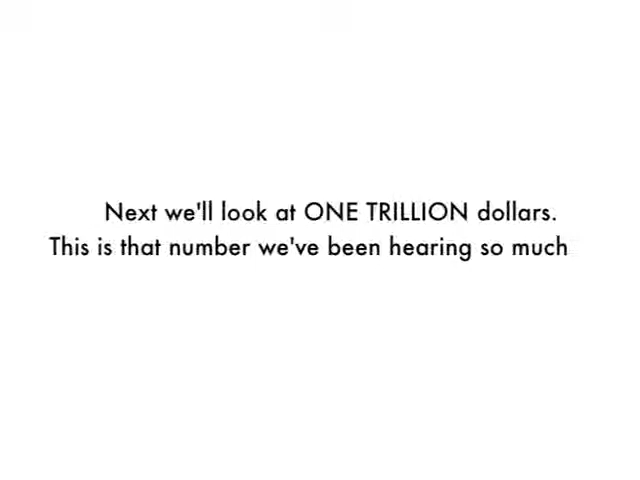 Next we'll look at ONE TRILLION dollars.
This is that number we've been hearing so much